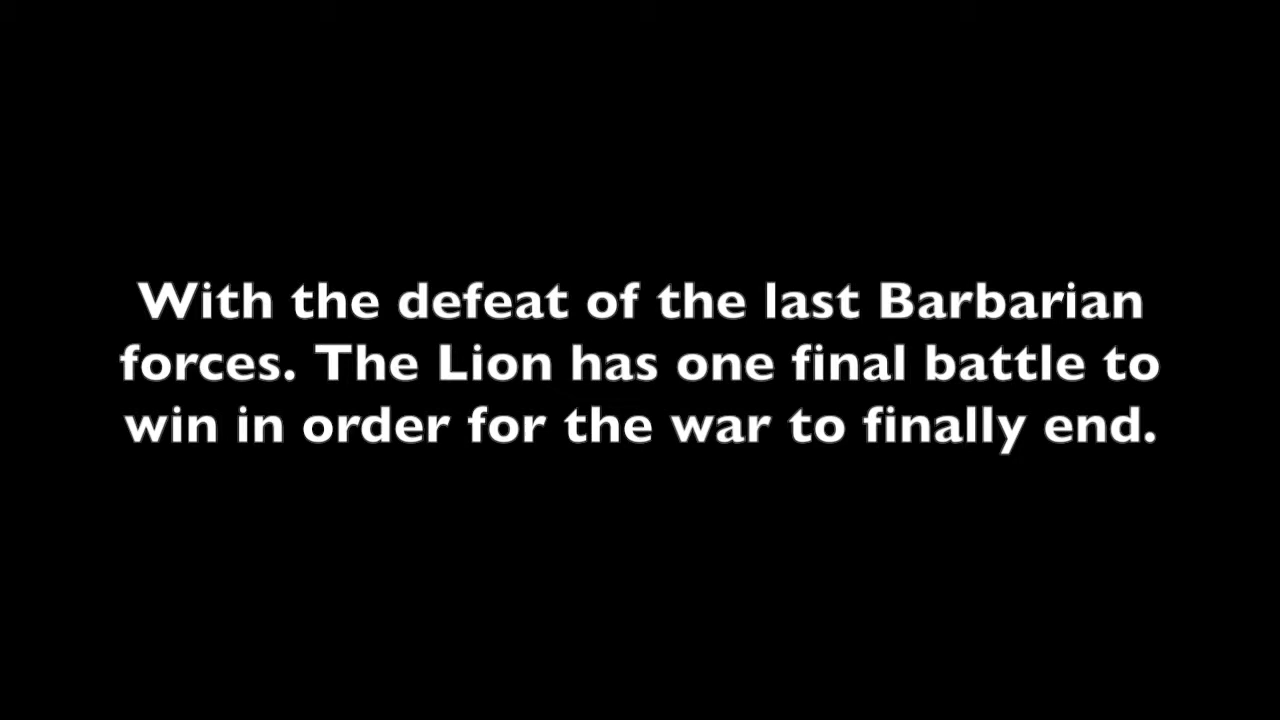 With the defeat of the last Barbarian
forces. The Lion has one final battle to
win in order for the war to finally end.